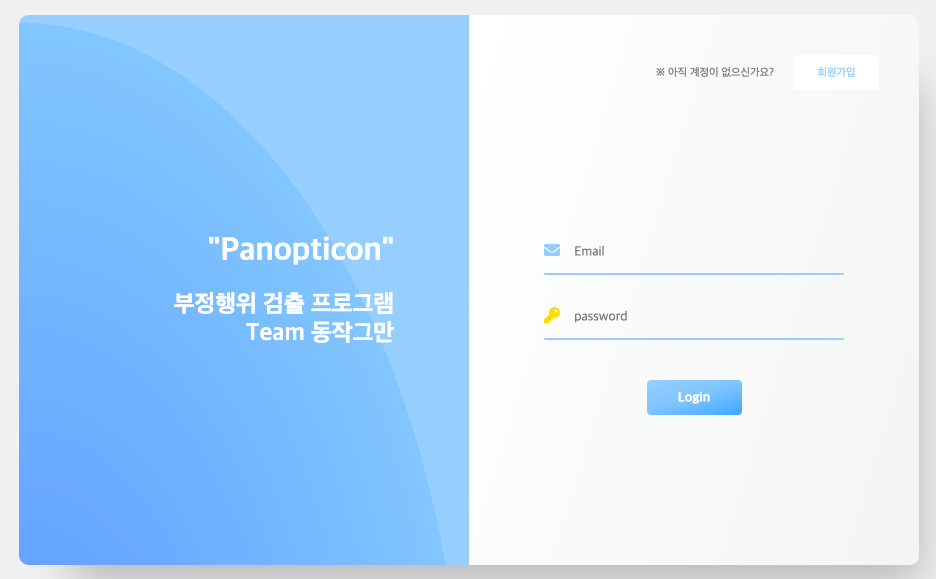 ※ 아직 계정이 없으신가요? 회원가입
"Panopticon"
부정행위 검출 프로그램
Team 동작그만
Email
password
Login